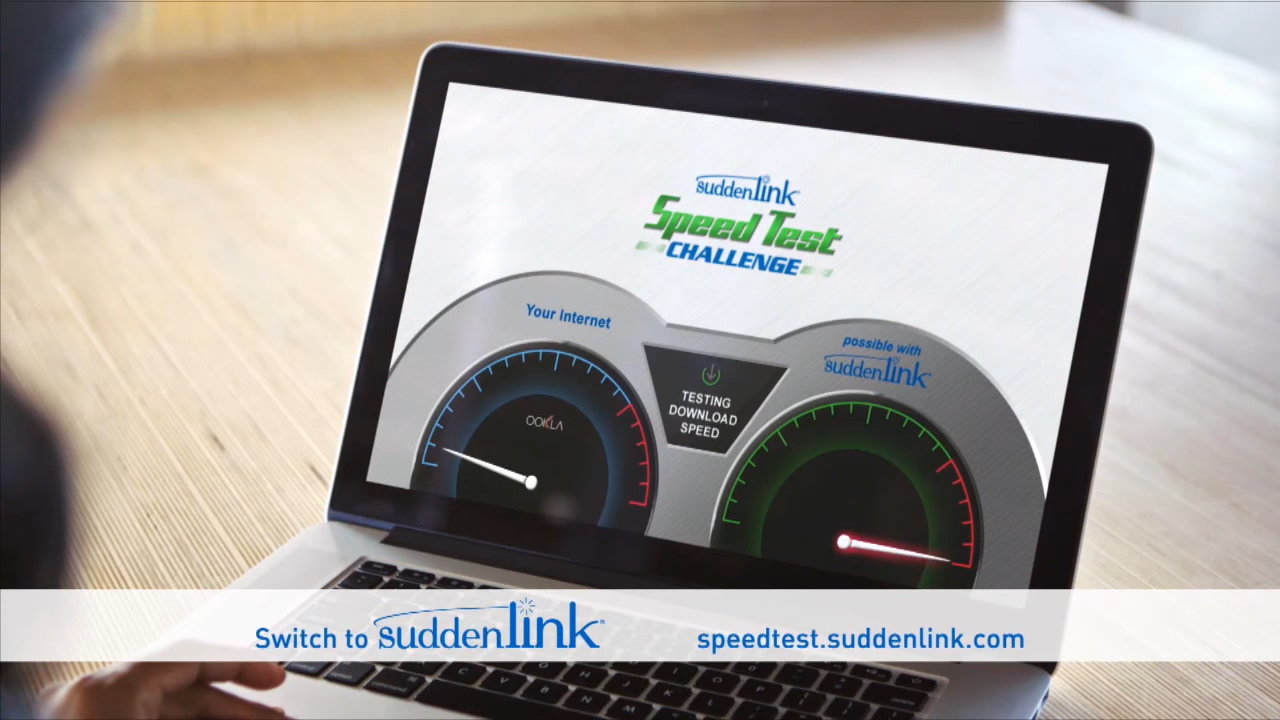 suddenlink
Speed Test
CHALLENGE
Your Internet
possible with
suddenlink
TESTING
DOWNLOAD
SPEED
OOKLA
Switch to suddenlink
speedtest.suddenlink.com
C V B N M
H J K L
O P